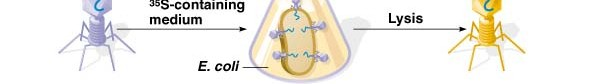 ³⁵S-containing
medium
Lysis
E. coli